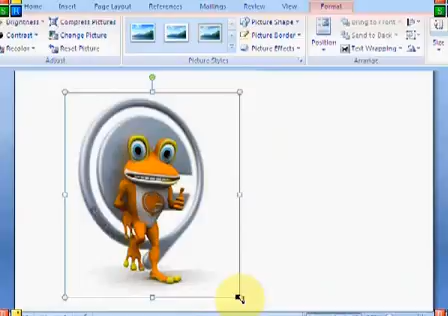 Home Insert Page Layout References Mailings Review View Format
Brightness Compress Pictures Picture Shape Bring to Front
Contrast Change Picture Picture Border Position Send to Back Size
Recolor Reset Picture Picture Effects Text Wrapping
Adjust Picture Styles Arrange